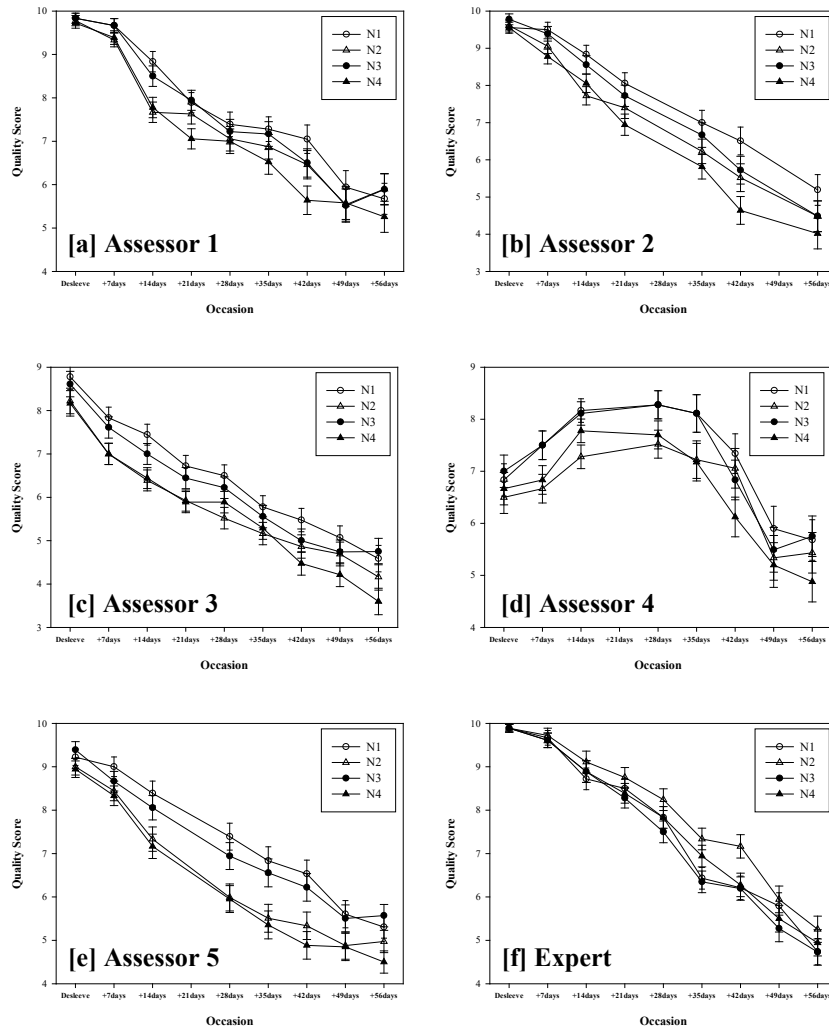 10
9
8
7
6
5
4
Quality Score
N1
N2
N3
N4
[a] Assessor 1
Desleeve +7days +14days +21days +28days +35days +42days +49days +56days
Occasion
10
9
8
7
6
5
4
3
Quality Score
N1
N2
N3
N4
[b] Assessor 2
Desleeve +7days +14days +21days +28days +35days +42days +49days +56days
Occasion
9
8
7
6
5
4
3
Quality Score
N1
N2
N3
N4
[c] Assessor 3
Desleeve +7days +14days +21days +28days +35days +42days +49days +56days
Occasion
9
8
7
6
5
4
Quality Score
N1
N2
N3
N4
[d] Assessor 4
Desleeve +7days +14days +21days +28days +35days +42days +49days +56days
Occasion
10
9
8
7
6
5
4
Quality Score
N1
N2
N3
N4
[e] Assessor 5
Desleeve +7days +14days +21days +28days +35days +42days +49days +56days
Occasion
10
9
8
7
6
5
4
Quality Score
N1
N2
N3
N4
[f] Expert
Desleeve +7days +14days +21days +28days +35days +42days +49days +56days
Occasion